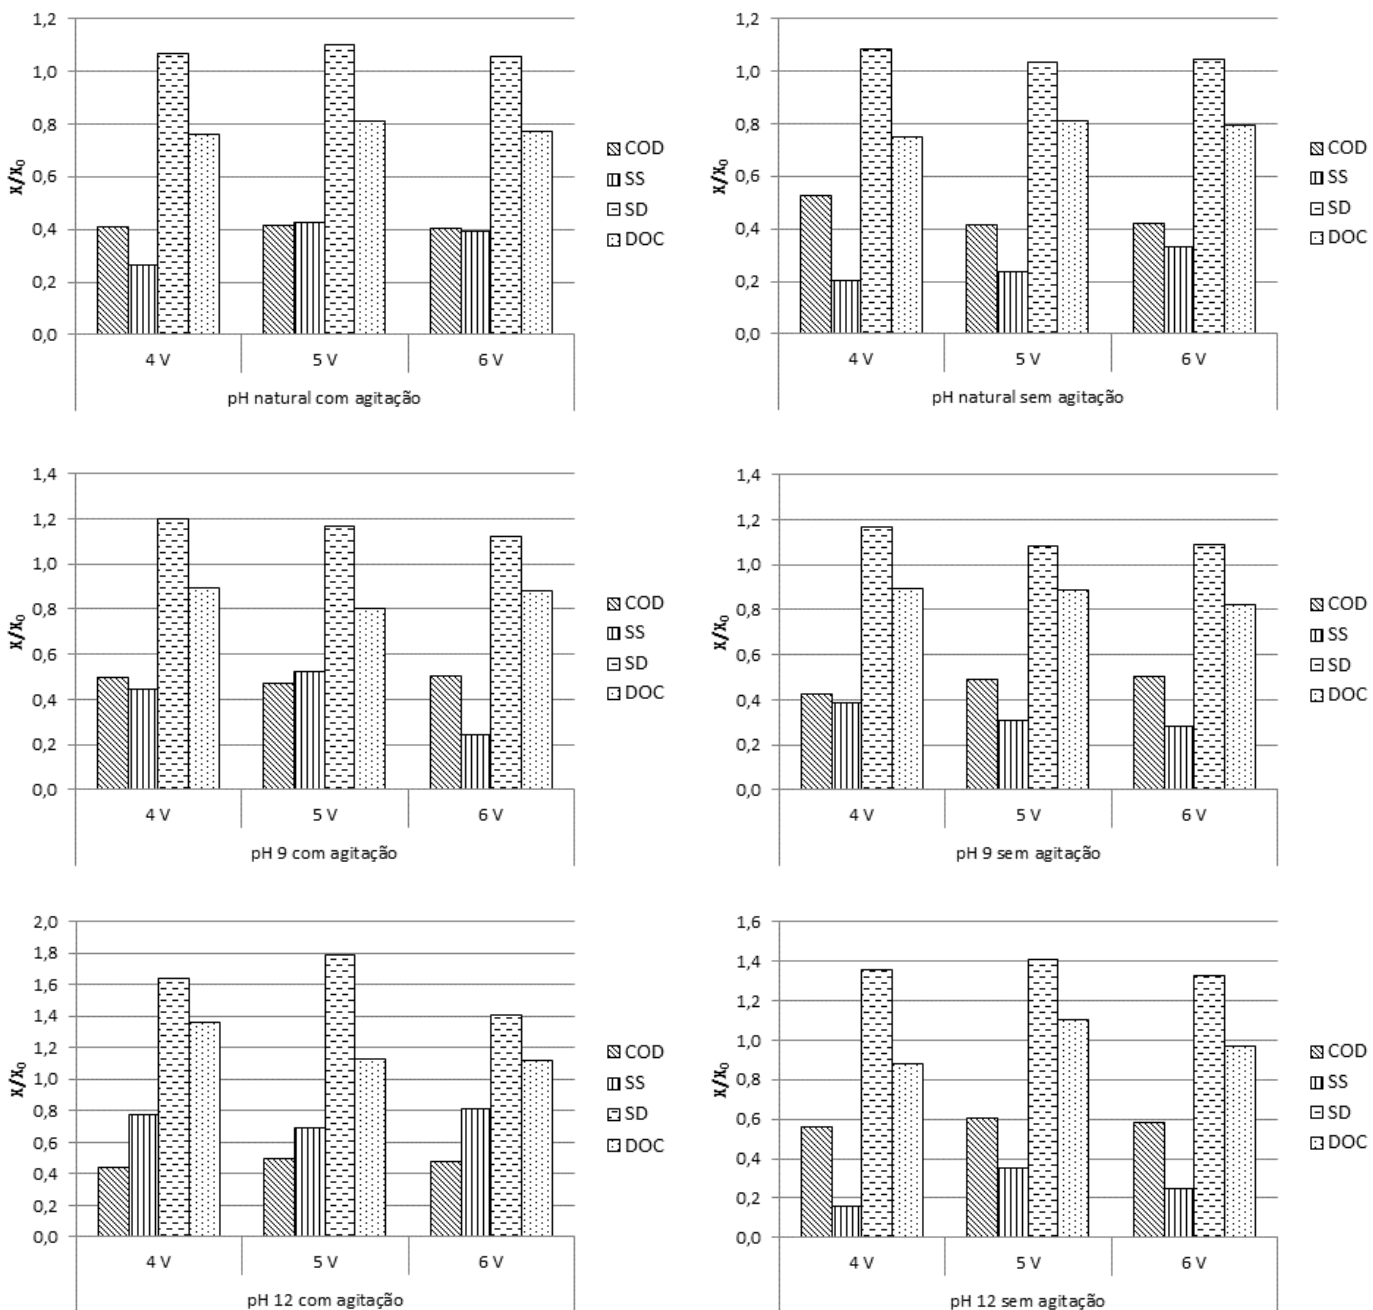 1,2
1,0
0,8
0,6
0,4
0,2
0,0
X/X₀
4 V 5 V 6 V
pH natural com agitação
COD
SS
SD
DOC
1,2
1,0
0,8
0,6
0,4
0,2
0,0
X/X₀
4 V 5 V 6 V
pH natural sem agitação
COD
SS
SD
DOC
1,4
1,2
1,0
0,8
0,6
0,4
0,2
0,0
X/X₀
4 V 5 V 6 V
pH 9 com agitação
COD
SS
SD
DOC
1,4
1,2
1,0
0,8
0,6
0,4
0,2
0,0
X/X₀
4 V 5 V 6 V
pH 9 sem agitação
COD
SS
SD
DOC
2,0
1,8
1,6
1,4
1,2
1,0
0,8
0,6
0,4
0,2
0,0
X/X₀
4 V 5 V 6 V
pH 12 com agitação
COD
SS
SD
DOC
1,6
1,4
1,2
1,0
0,8
0,6
0,4
0,2
0,0
X/X₀
4 V 5 V 6 V
pH 12 sem agitação
COD
SS
SD
DOC